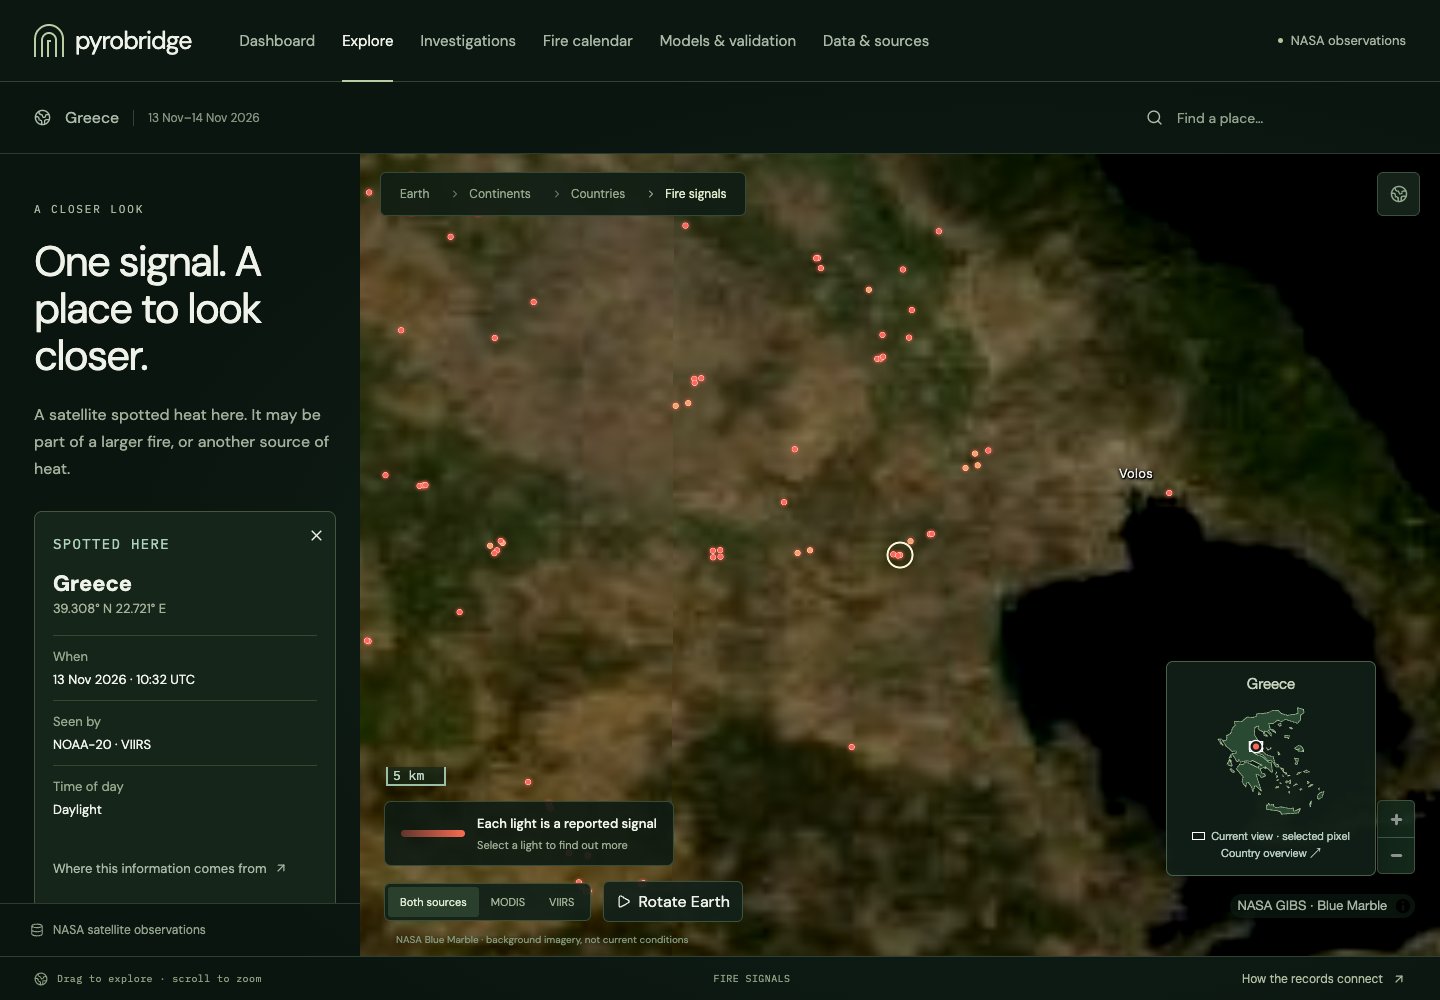 pyrobridge
Dashboard
Explore
Investigations
Fire calendar
Models & validation
Data & sources
NASA observations
Greece
13 Nov–14 Nov 2026
Find a place...
A CLOSER LOOK
One signal. A
place to look
closer.
A satellite spotted heat here. It may be
part of a larger fire, or another source of
heat.
SPOTTED HERE
Greece
39.308° N 22.721° E
When
13 Nov 2026 · 10:32 UTC
Seen by
NOAA-20 · VIIRS
Time of day
Daylight
Where this information comes from
NASA satellite observations
Earth
Continents
Countries
Fire signals
Volos
5 km
Each light is a reported signal
Select a light to find out more
Both sources
MODIS
VIIRS
Rotate Earth
NASA Blue Marble · background imagery, not current conditions
Greece
Current view · selected pixel
Country overview ↗
+
−
NASA GIBS · Blue Marble
Drag to explore · scroll to zoom
FIRE SIGNALS
How the records connect